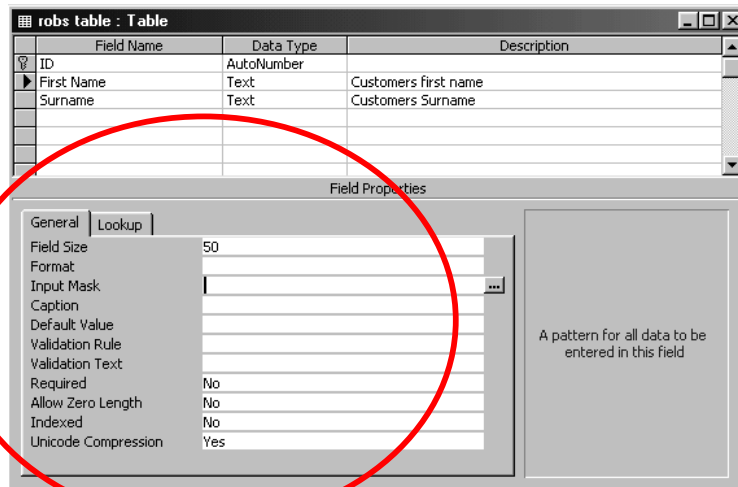 robs table : Table
Field Name Data Type Description
ID AutoNumber
First Name Text Customers first name
Surname Text Customers Surname
Field Properties
General Lookup
Field Size 50
Format
Input Mask ...
Caption
Default Value
Validation Rule
Validation Text
Required No
Allow Zero Length No
Indexed No
Unicode Compression Yes
A pattern for all data to be
entered in this field